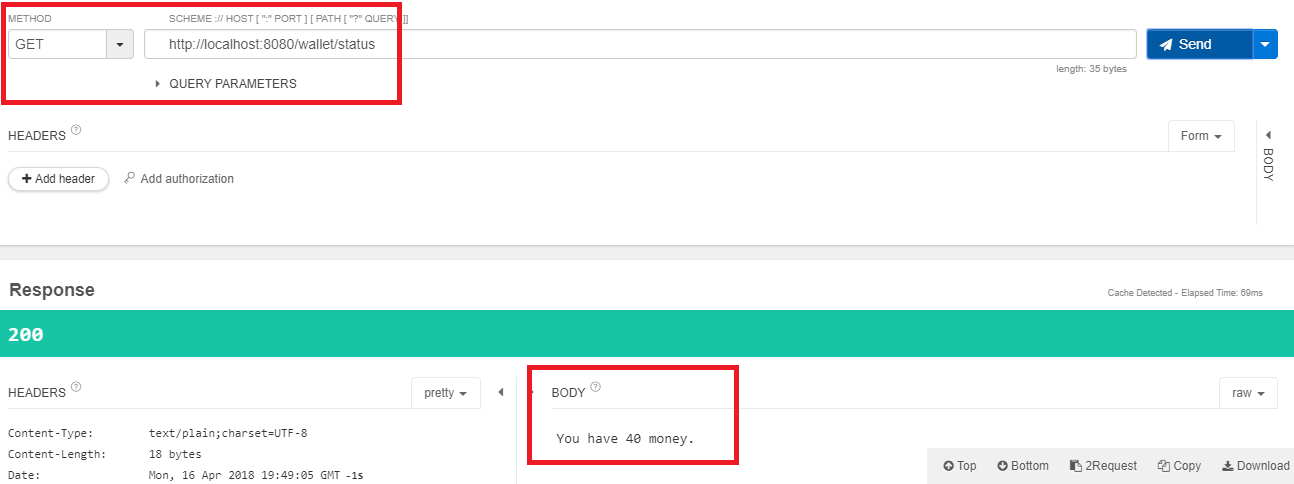 METHOD SCHEME :// HOST [ ":" PORT ] [ PATH [ "?" QUERY ]]
GET http://localhost:8080/wallet/status Send
length: 35 bytes
QUERY PARAMETERS
HEADERS ? Form
BODY
+ Add header Add authorization
Response Cache Detected - Elapsed Time: 69ms
200
HEADERS ? pretty BODY ? raw
Content-Type: text/plain;charset=UTF-8
You have 40 money.
Content-Length: 18 bytes
Top Bottom 2Request Copy Download
Date: Mon, 16 Apr 2018 19:49:05 GMT -1s